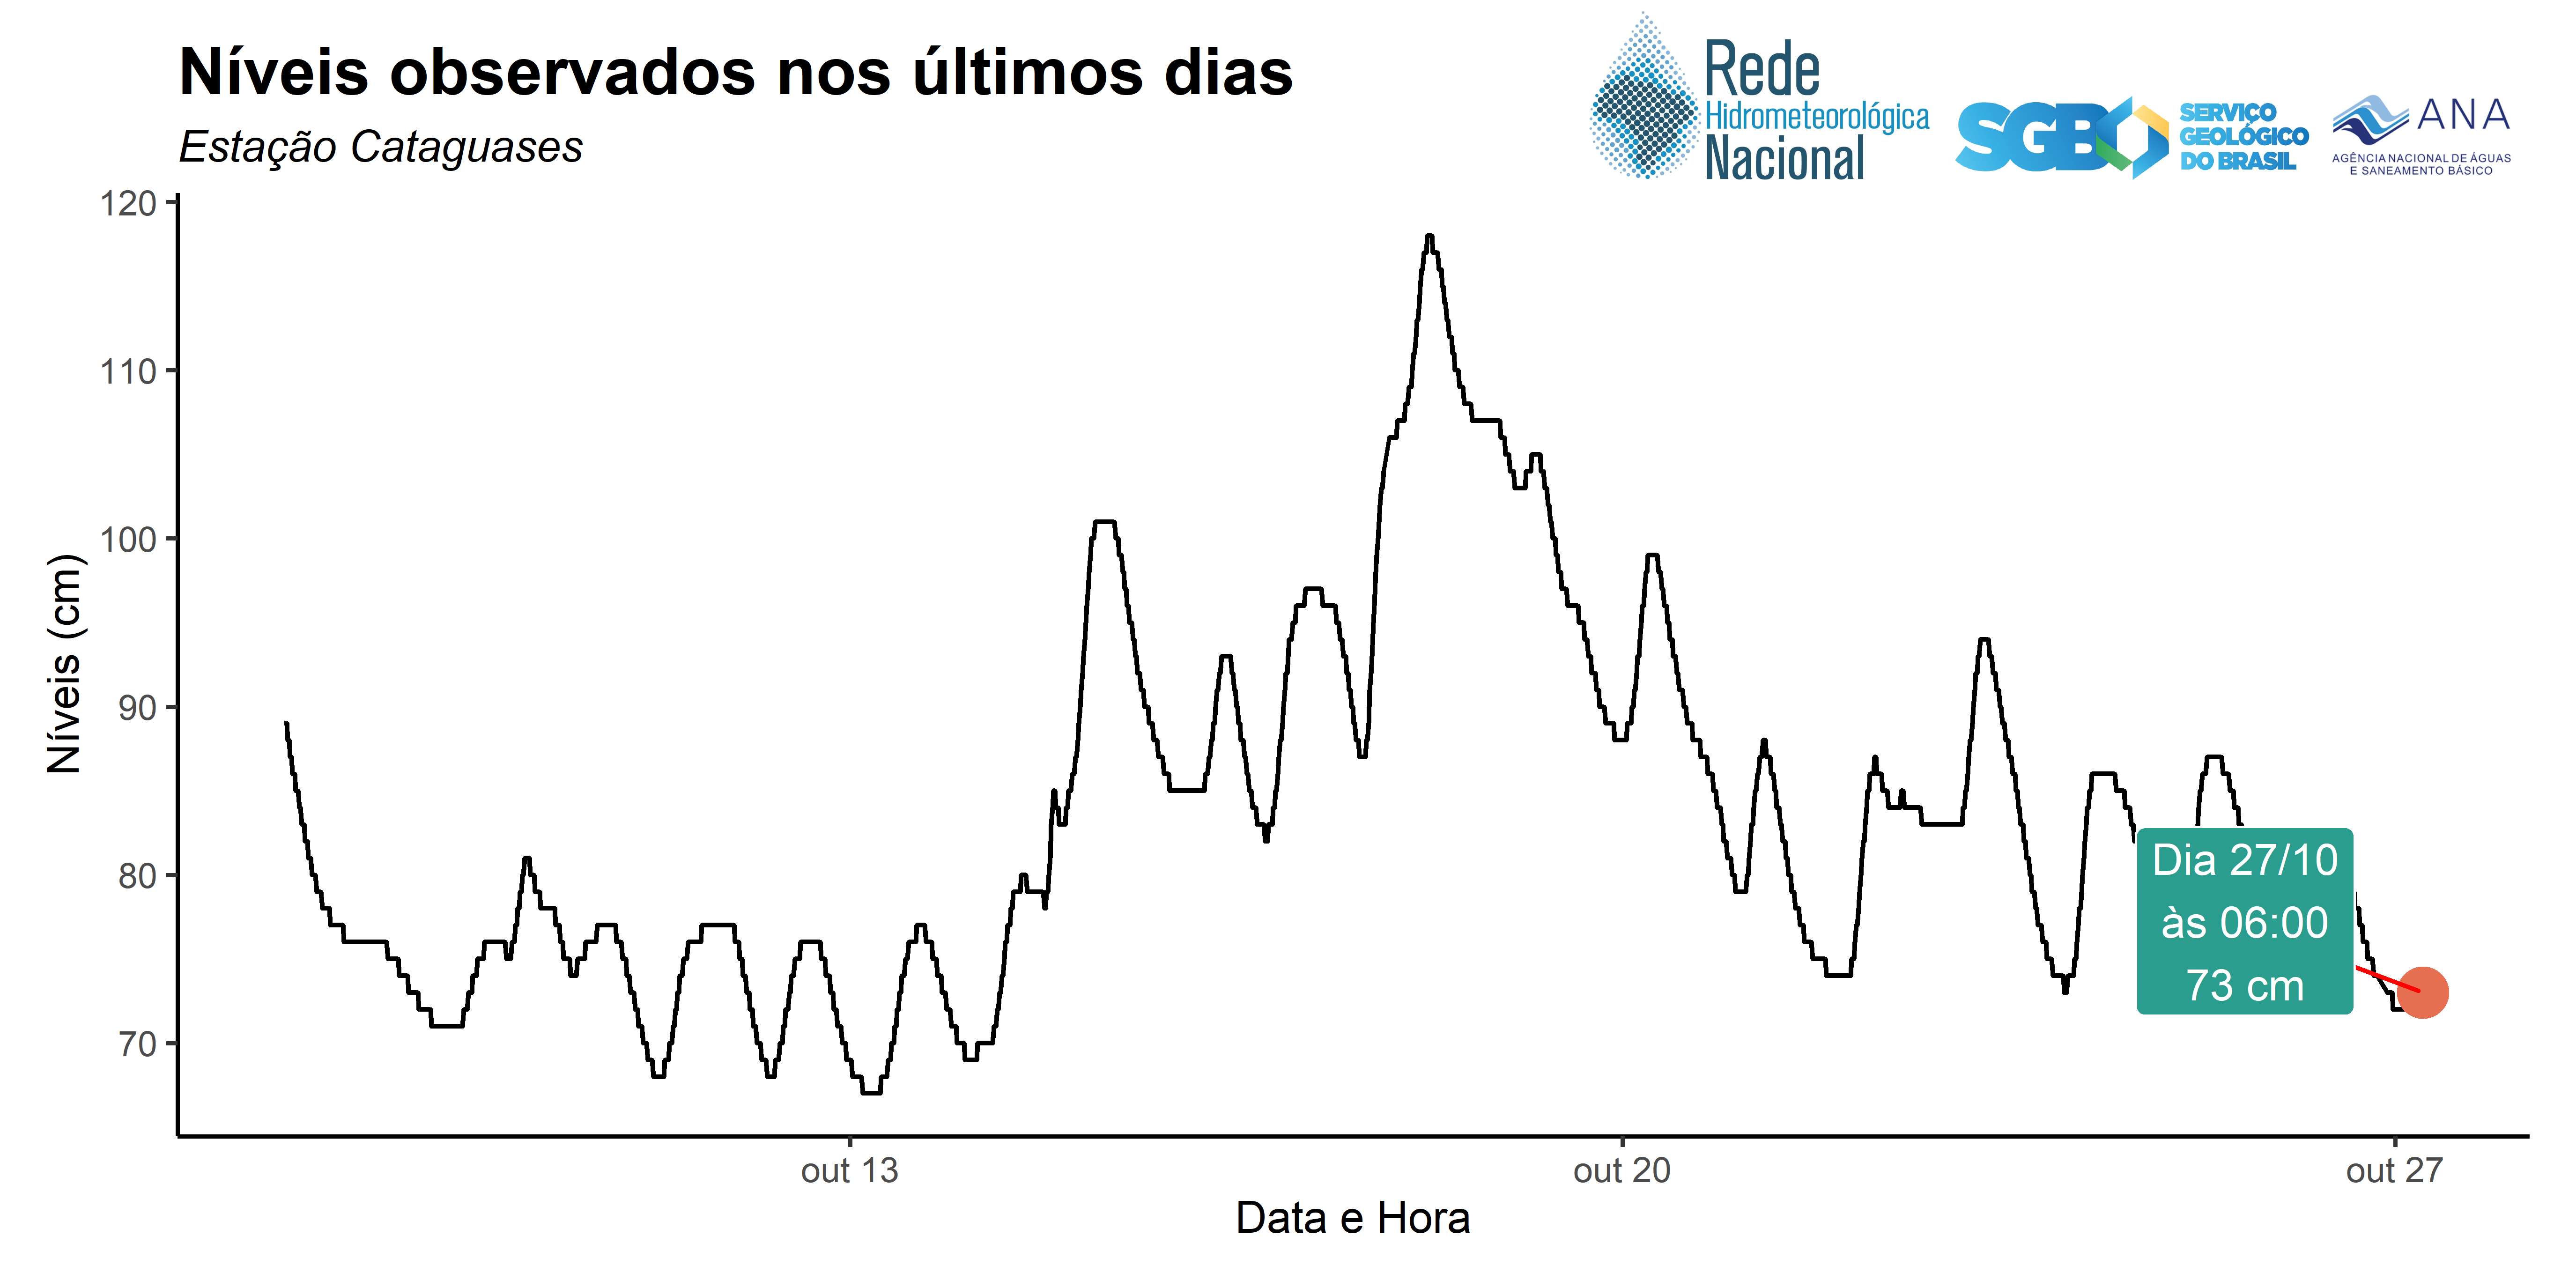 Níveis observados nos últimos dias
Estação Cataguases
Rede
Hidrometeorológica
Nacional
SGB
SERVIÇO
GEOLÓGICO
DO BRASIL
ANA
AGÊNCIA NACIONAL DE ÁGUAS
E SANEAMENTO BÁSICO
Níveis (cm)
120
110
100
90
80
70
Dia 27/10
às 06:00
73 cm
out 13
out 20
out 27
Data e Hora